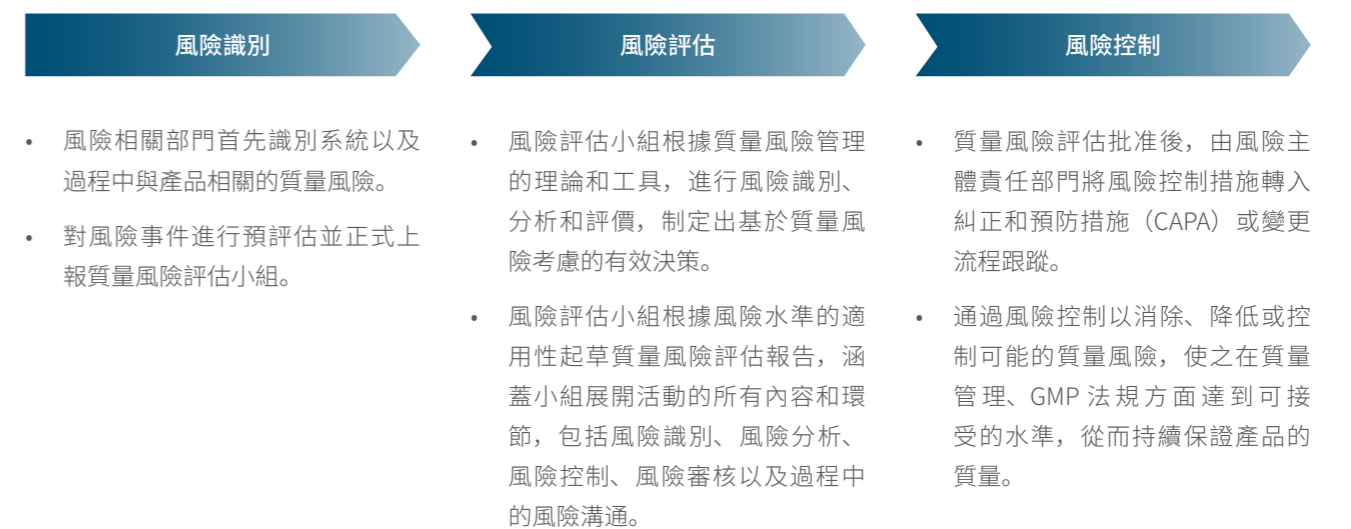 風險識別
• 風險相關部門首先識別系統以及
過程中與產品相關的質量風險。
• 對風險事件進行預評估並正式上
報質量風險評估小組。
風險評估
• 風險評估小組根據質量風險管理
的理論和工具，進行風險識別、
分析和評價，制定出基於質量風
險考慮的有效決策。
• 風險評估小組根據風險水準的適
用性起草質量風險評估報告，涵
蓋小組展開活動的所有內容和環
節，包括風險識別、風險分析、
風險控制、風險審核以及過程中
的風險溝通。
風險控制
• 質量風險評估批准後，由風險主
體責任部門將風險控制措施轉入
糾正和預防措施（CAPA）或變更
流程跟蹤。
• 通過風險控制以消除、降低或控
制可能的質量風險，使之在質量
管理、GMP 法規方面達到可接
受的水準，從而持續保證產品的
質量。